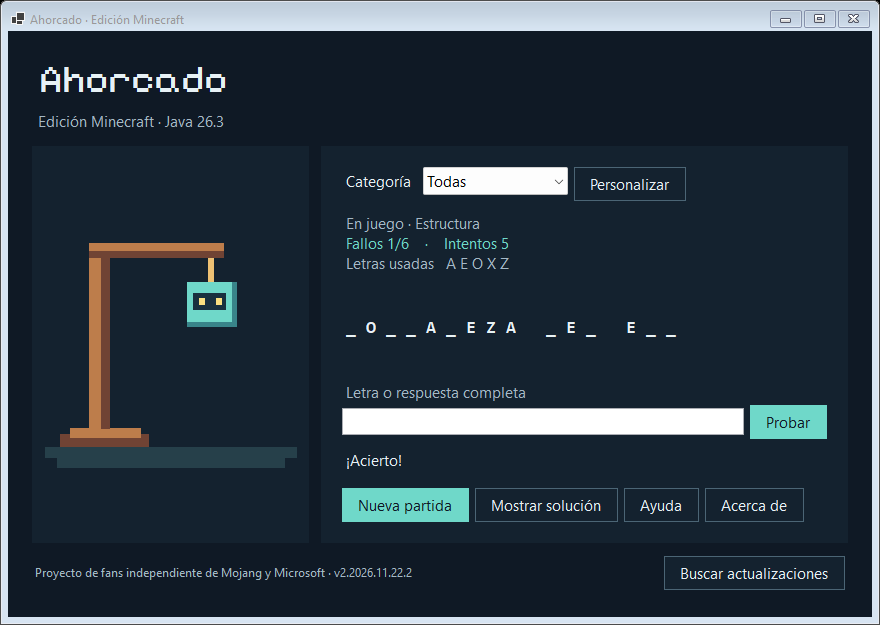 Ahorcado · Edición Minecraft
Ahorcado
Edición Minecraft · Java 26.3
Categoría Todas Personalizar
En juego · Estructura
Fallos 1/6 · Intentos 5
Letras usadas A E O X Z
_ O _ _ A _ E Z A _ E _ E _ _
Letra o respuesta completa
Probar
¡Acierto!
Nueva partida Mostrar solución Ayuda Acerca de
Proyecto de fans independiente de Mojang y Microsoft · v2.2026.11.22.2
Buscar actualizaciones